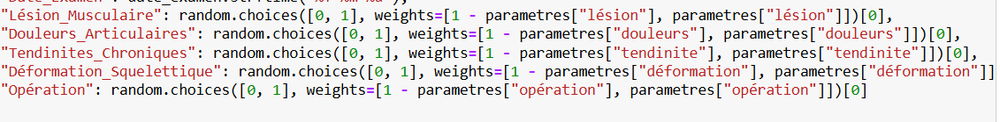 "Lésion_Musculaire": random.choices([0, 1], weights=[1 - parametres["lésion"], parametres["lésion"]])[0],
"Douleurs_Articulaires": random.choices([0, 1], weights=[1 - parametres["douleurs"], parametres["douleurs"]])[0],
"Tendinites_Chroniques": random.choices([0, 1], weights=[1 - parametres["tendinite"], parametres["tendinite"]])[0],
"Déformation_Squelettique": random.choices([0, 1], weights=[1 - parametres["déformation"], parametres["déformation"]]
"Opération": random.choices([0, 1], weights=[1 - parametres["opération"], parametres["opération"]])[0]